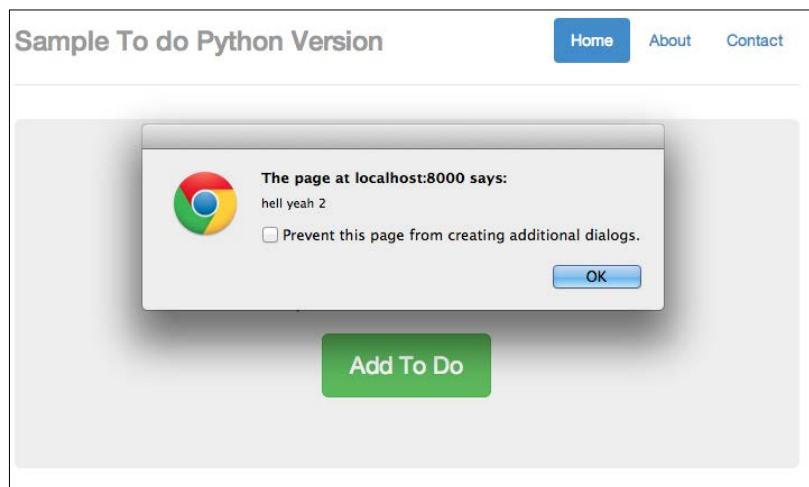 Sample To do Python Version
Home About Contact
The page at localhost:8000 says:
hell yeah 2
Prevent this page from creating additional dialogs.
OK
Add To Do